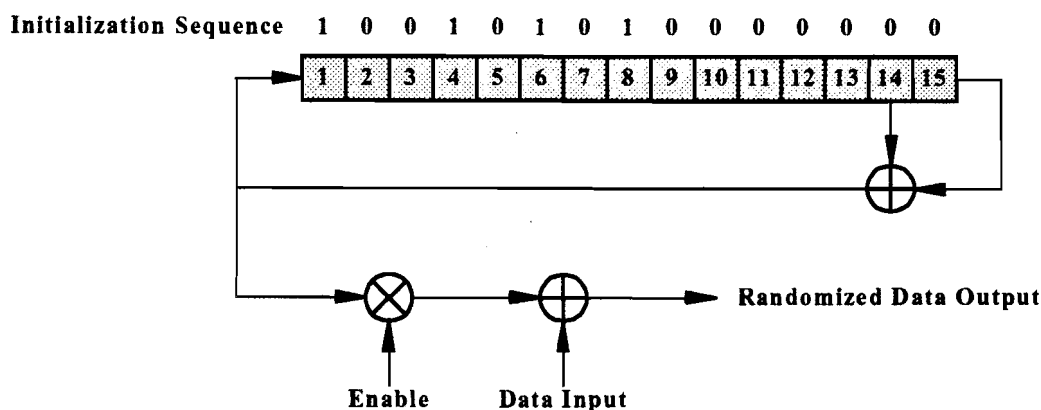 Initialization Sequence 1 0 0 1 0 1 0 1 0 0 0 0 0 0 0
1 2 3 4 5 6 7 8 9 10 11 12 13 14 15
Randomized Data Output
Enable Data Input